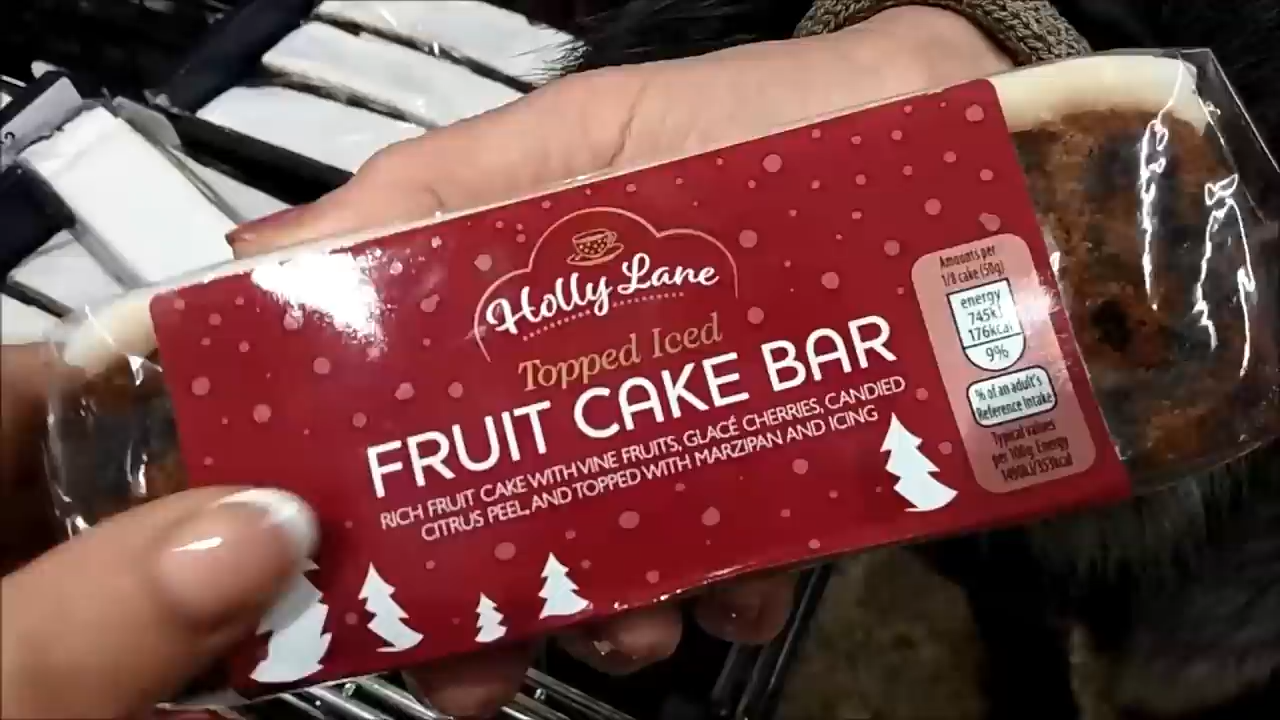 Holly Lane
Topped Iced
FRUIT CAKE BAR
RICH FRUIT CAKE WITH VINE FRUITS, GLACÉ CHERRIES, CANDIED
CITRUS PEEL, AND TOPPED WITH MARZIPAN AND ICING
Amounts per
1/8 cake (50g)
energy
745kJ
176kcal
9%
% of an adult's
Reference Intake
Typical values
per 100g: Energy
1490kJ/353kcal